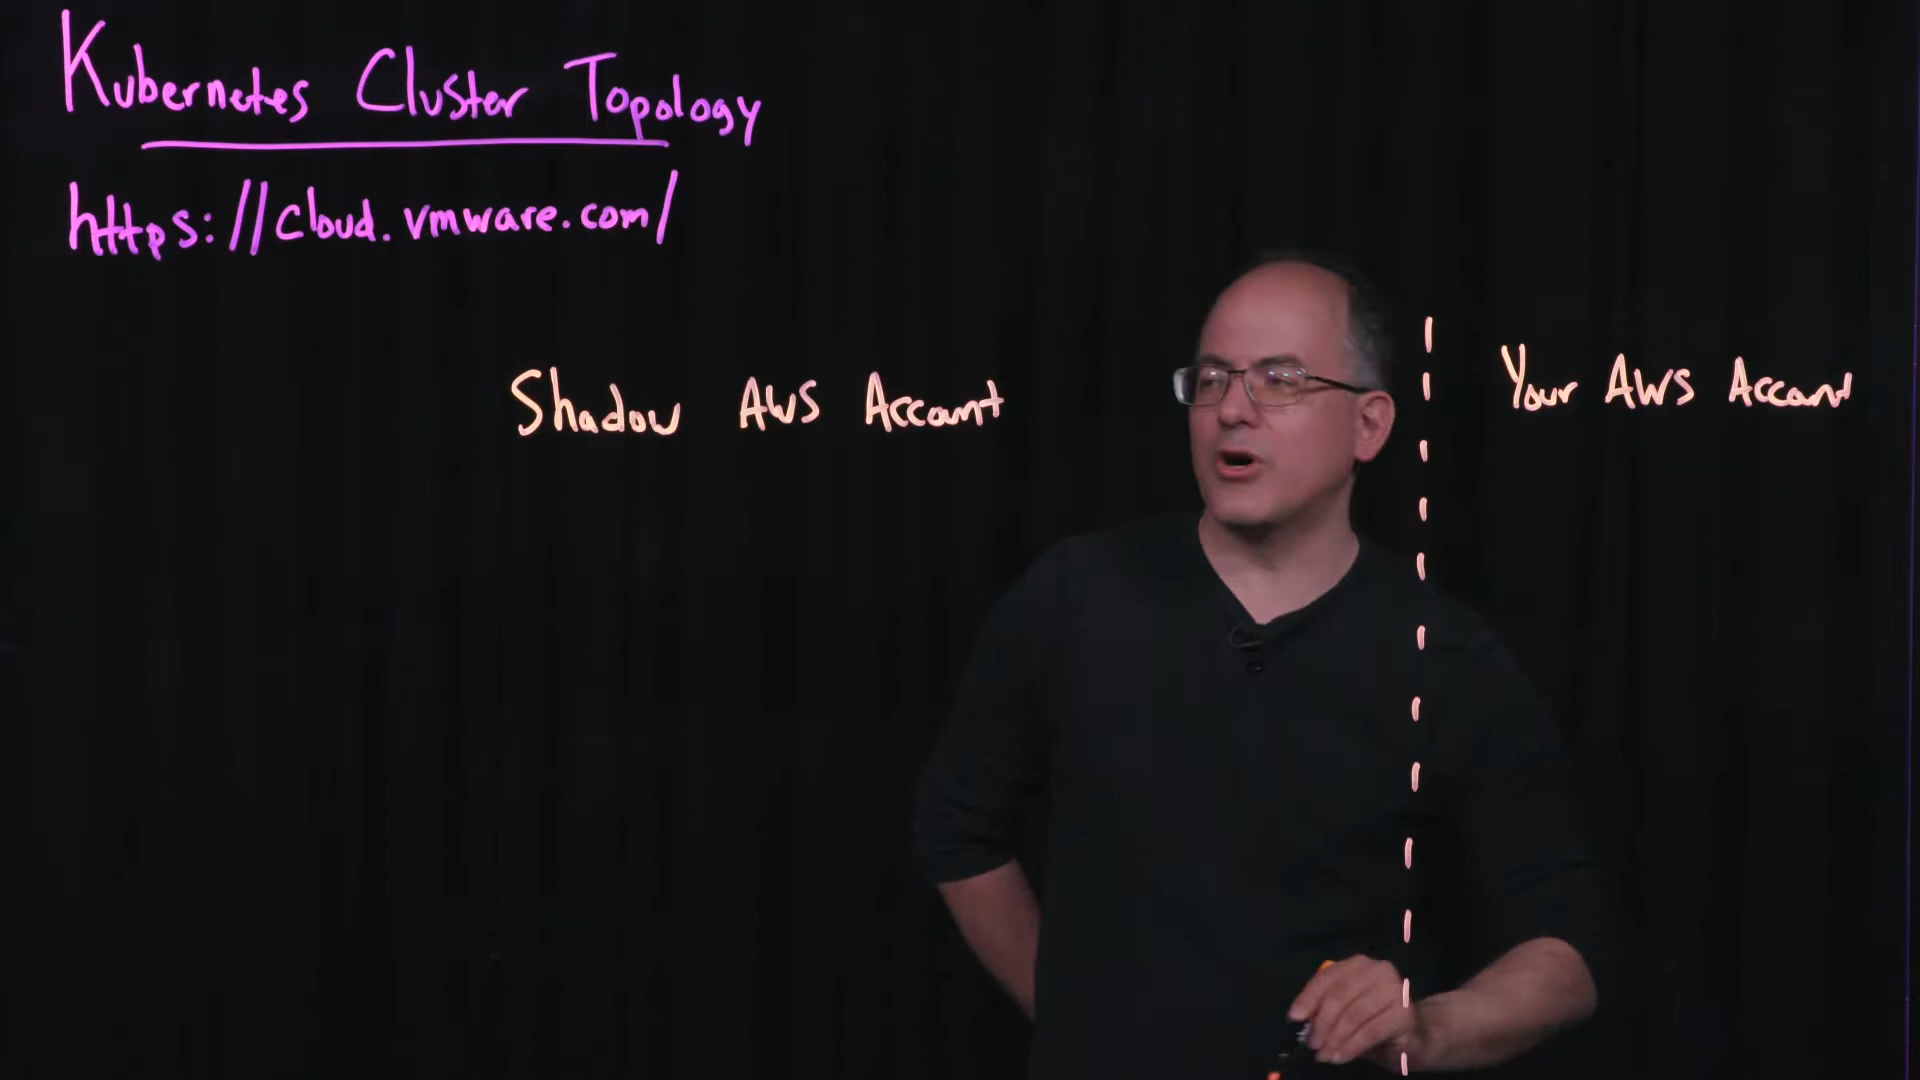 Kubernetes Cluster Topology
https://cloud.vmware.com/
Shadow AWS Account
Your AWS Account